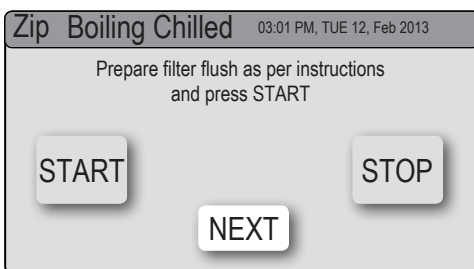 Zip Boiling Chilled 03:01 PM, TUE 12, Feb 2013
Prepare filter flush as per instructions
and press START
START STOP
NEXT